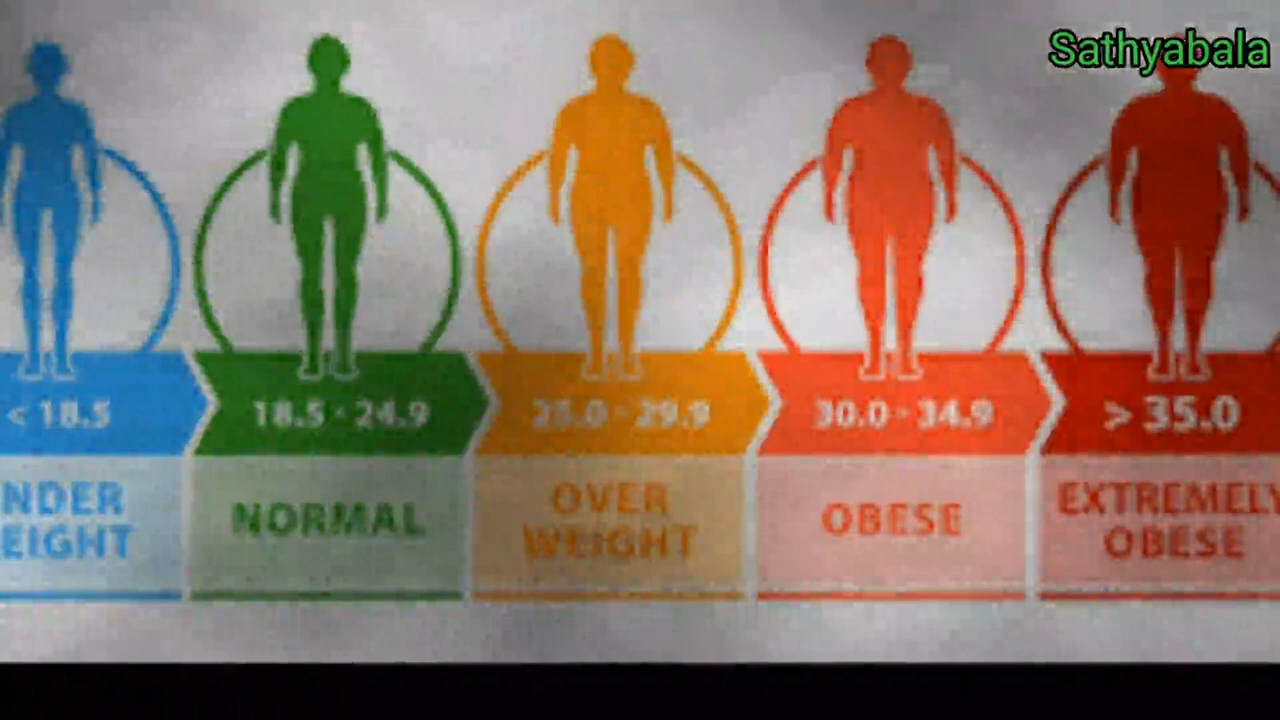 Sathyabala
< 18.5
18.5 - 24.9
25.0 - 29.9
30.0 - 34.9
> 35.0
NDER
EIGHT
NORMAL
OVER
WEIGHT
OBESE
EXTREMELY
OBESE